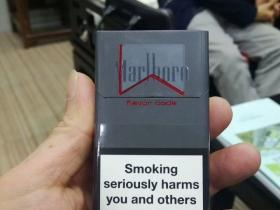 Marlboro
flavor code
Smoking
seriously harms
you and others